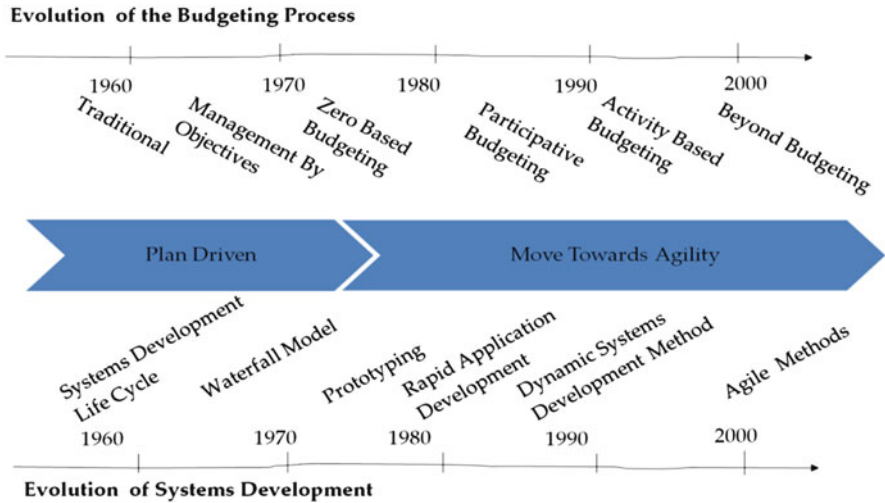 Evolution of the Budgeting Process
1960 1970 1980 1990 2000
Traditional
Management By
Objectives
Zero Based
Budgeting
Participative
Budgeting
Activity Based
Budgeting
Beyond Budgeting
Plan Driven
Move Towards Agility
Systems Development
Life Cycle
Waterfall Model
Prototyping
Rapid Application
Development
Dynamic Systems
Development Method
Agile Methods
1960 1970 1980 1990 2000
Evolution of Systems Development